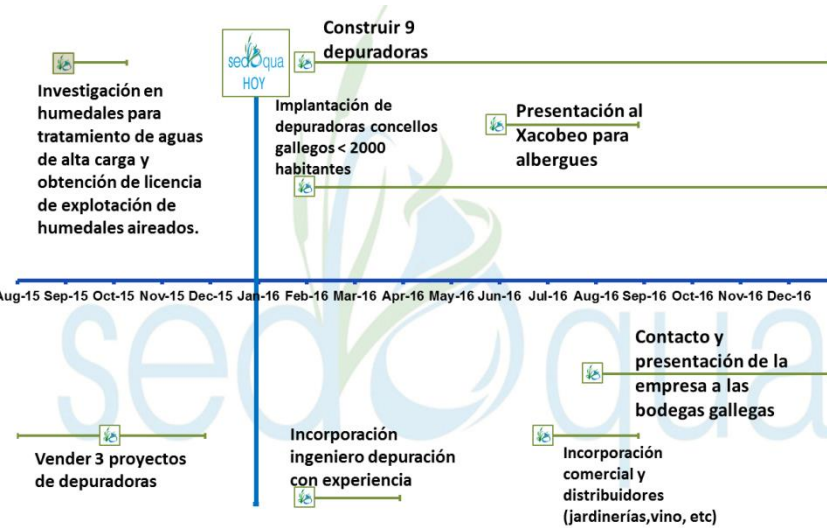 Construir 9
depuradoras
sedaqua
HOY
Investigación en
humedales para
tratamiento de aguas
de alta carga y
obtención de licencia
de explotación de
humedales aireados.
Implantación de
depuradoras concellos
gallegos < 2000
habitantes
Presentación al
Xacobeo para
albergues
Aug-15 Sep-15 Oct-15 Nov-15 Dec-15 Jan-16 Feb-16 Mar-16 Apr-16 May-16 Jun-16 Jul-16 Aug-16 Sep-16 Oct-16 Nov-16 Dec-16
Contacto y
presentación de la
empresa a las
bodegas gallegas
Vender 3 proyectos
de depuradoras
Incorporación
ingeniero depuración
con experiencia
Incorporación
comercial y
distribuidores
(jardinerías,vino, etc)
sedaqua